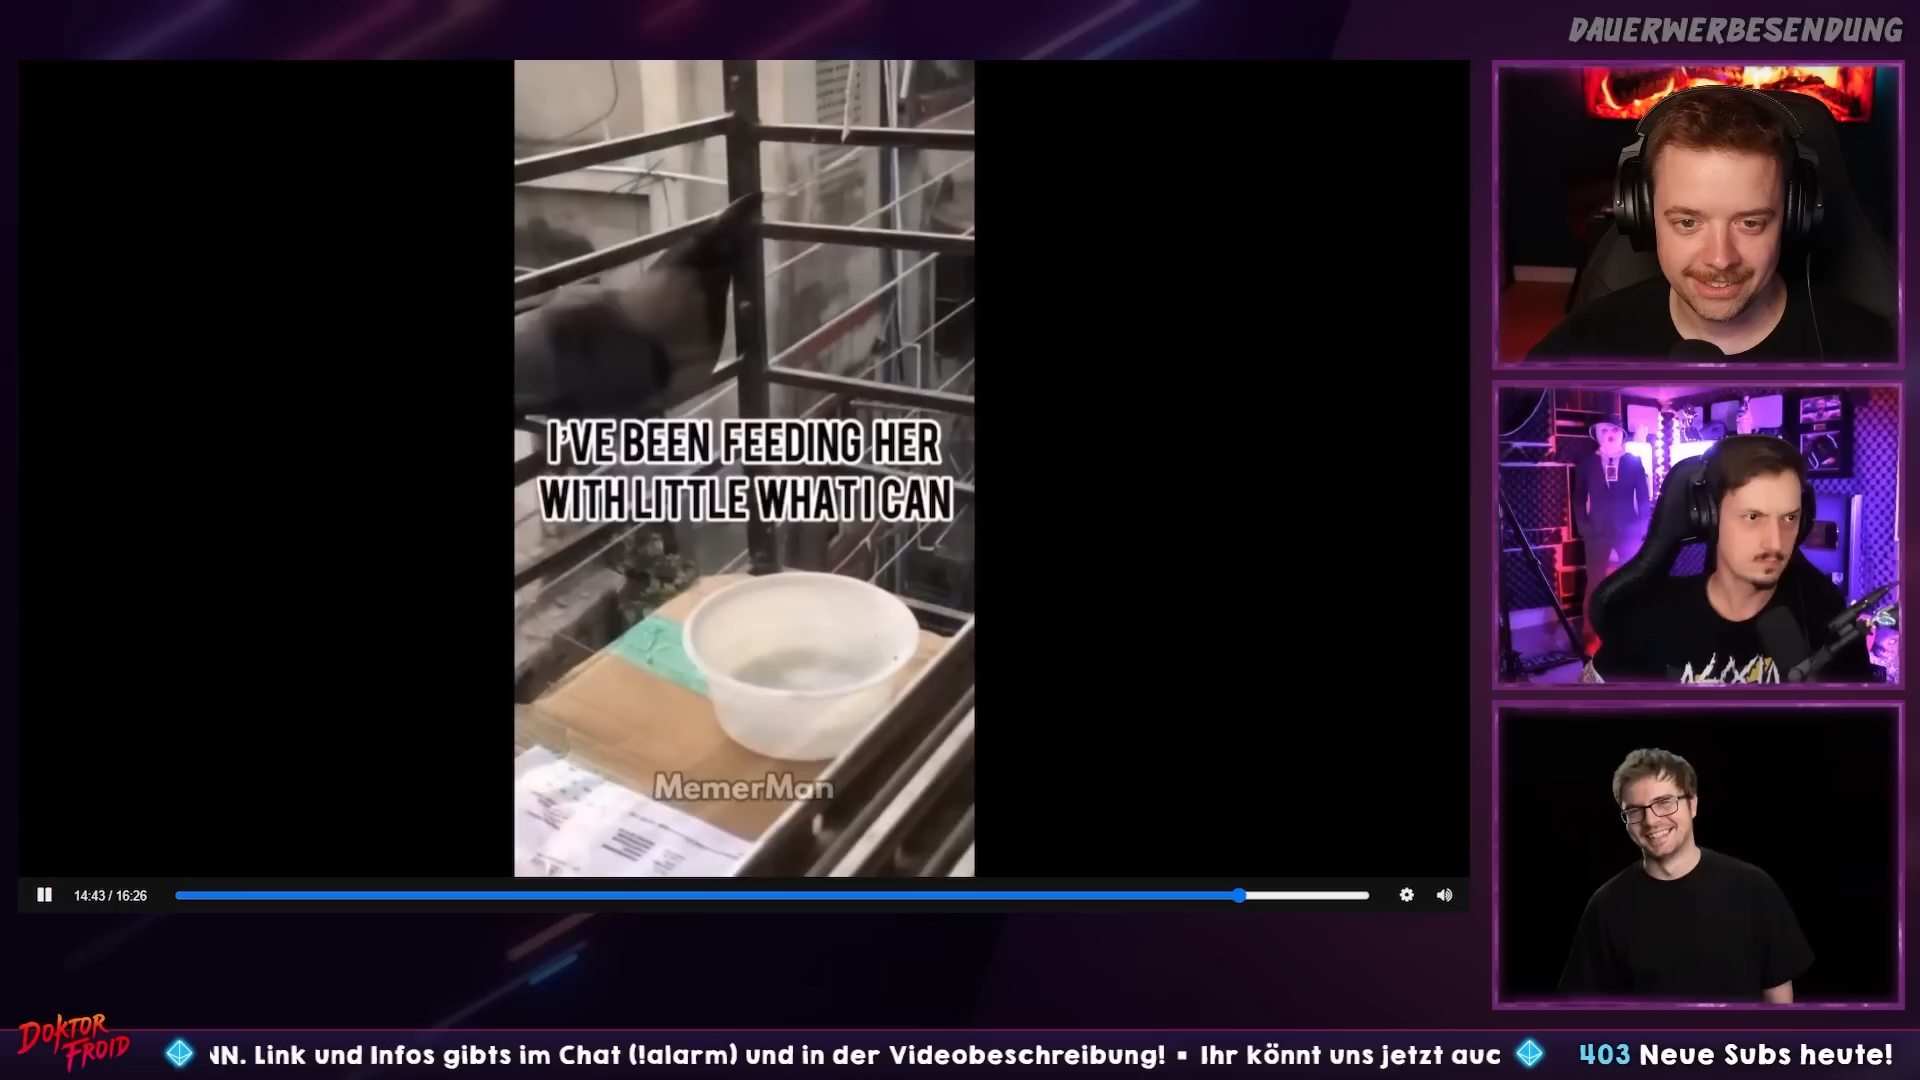 DAUERWERBESENDUNG
I'VE BEEN FEEDING HER
WITH LITTLE WHAT I CAN
MemerMan
14:43 / 16:26
DOKTOR
FROID
NN. Link und Infos gibts im Chat (!alarm) und in der Videobeschreibung! ▪ Ihr könnt uns jetzt auc
403 Neue Subs heute!